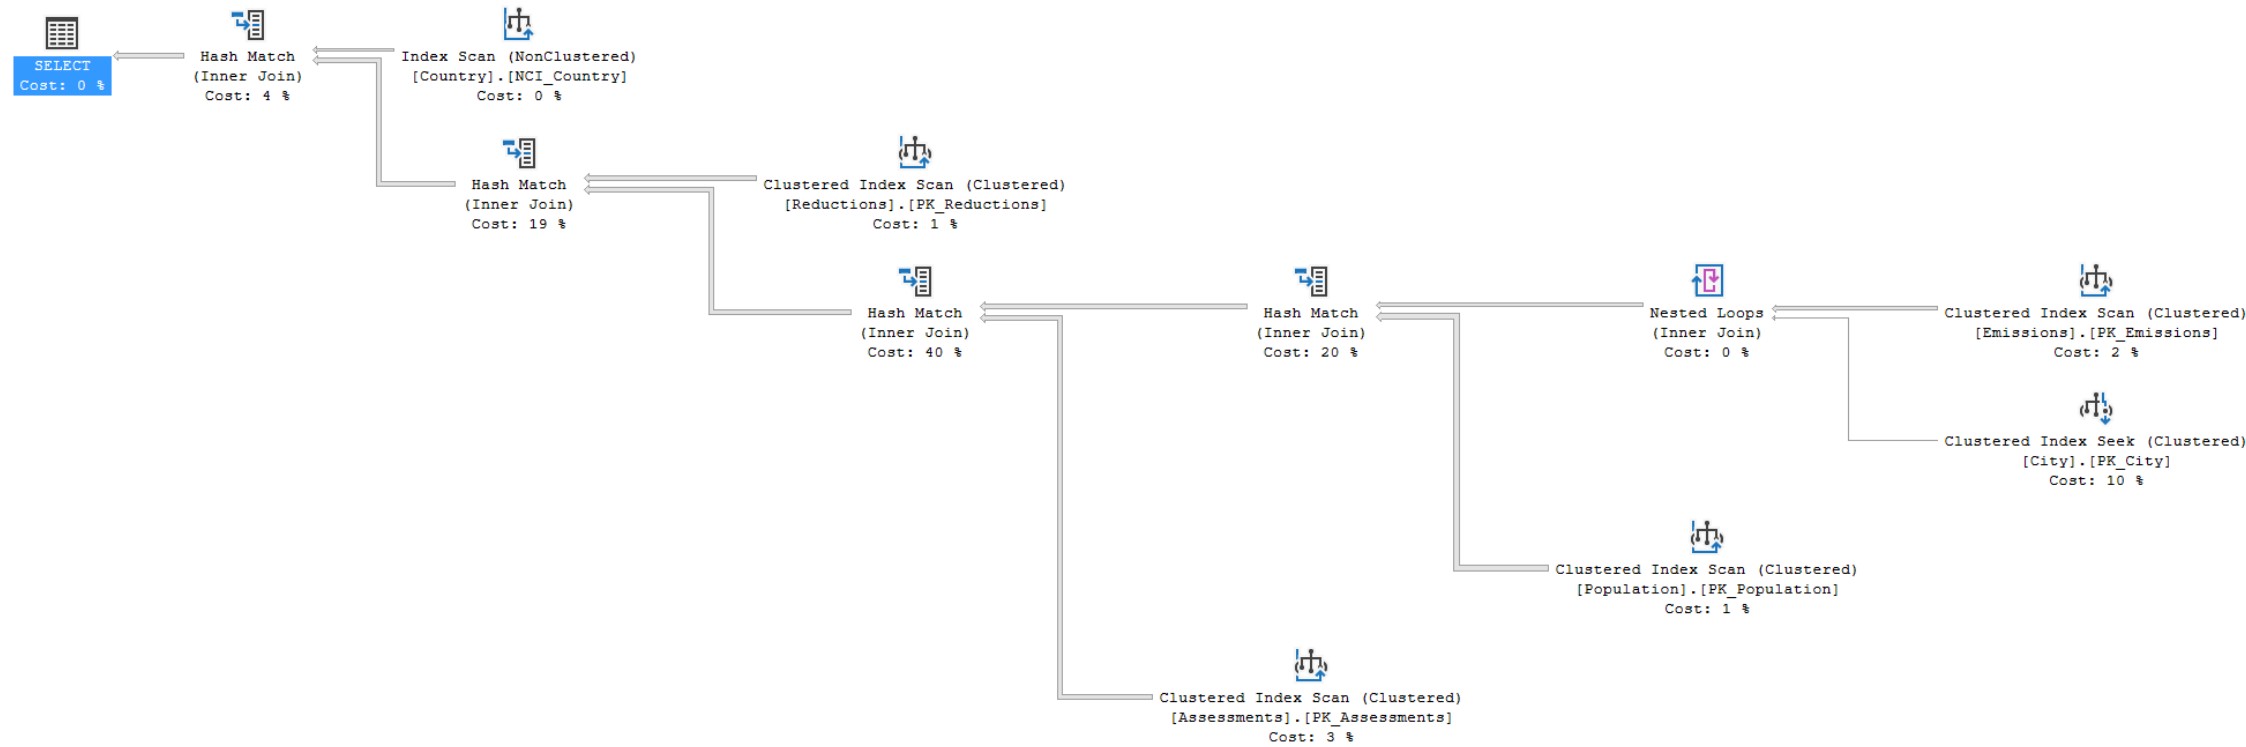 SELECT
Cost: 0 %
Hash Match
(Inner Join)
Cost: 4 %
Index Scan (NonClustered)
[Country].[NCI_Country]
Cost: 0 %
Hash Match
(Inner Join)
Cost: 19 %
Clustered Index Scan (Clustered)
[Reductions].[PK_Reductions]
Cost: 1 %
Hash Match
(Inner Join)
Cost: 40 %
Hash Match
(Inner Join)
Cost: 20 %
Nested Loops
(Inner Join)
Cost: 0 %
Clustered Index Scan (Clustered)
[Emissions].[PK_Emissions]
Cost: 2 %
Clustered Index Seek (Clustered)
[City].[PK_City]
Cost: 10 %
Clustered Index Scan (Clustered)
[Population].[PK_Population]
Cost: 1 %
Clustered Index Scan (Clustered)
[Assessments].[PK_Assessments]
Cost: 3 %